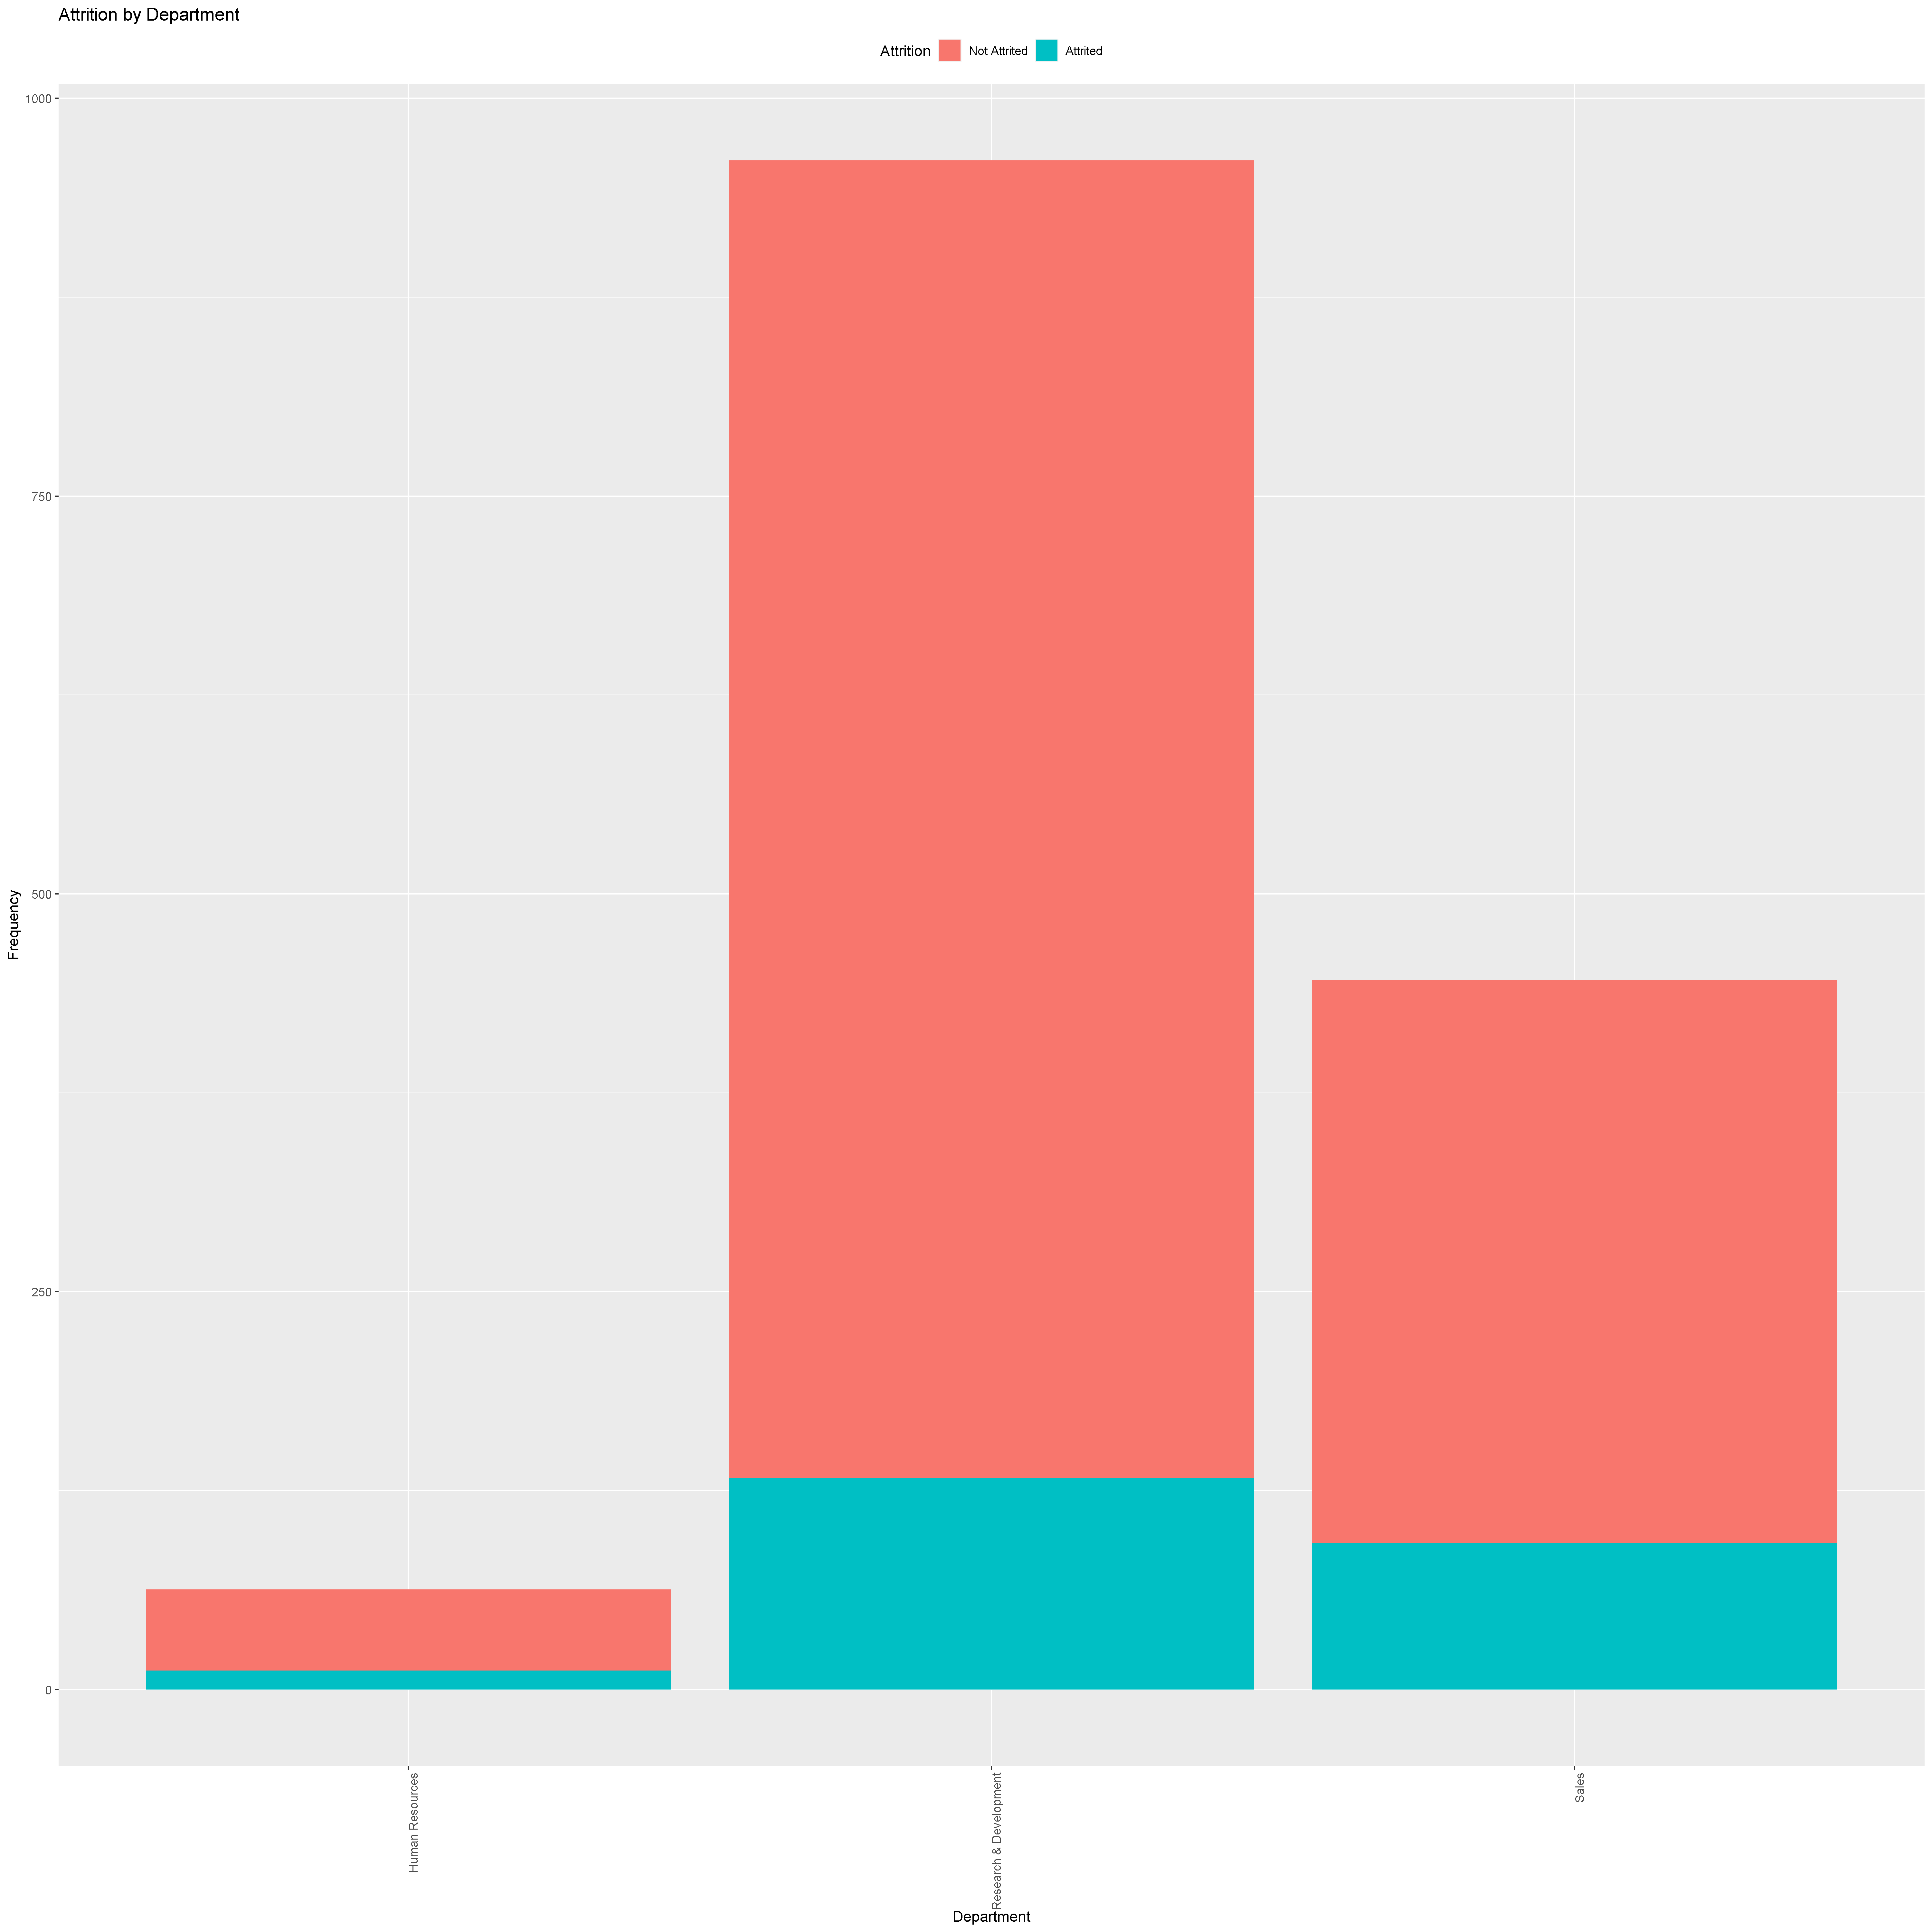 Attrition by Department
Attrition Not Attrited Attrited
Frequency
1000
750
500
250
0
Human Resources
Research & Development
Sales
Department